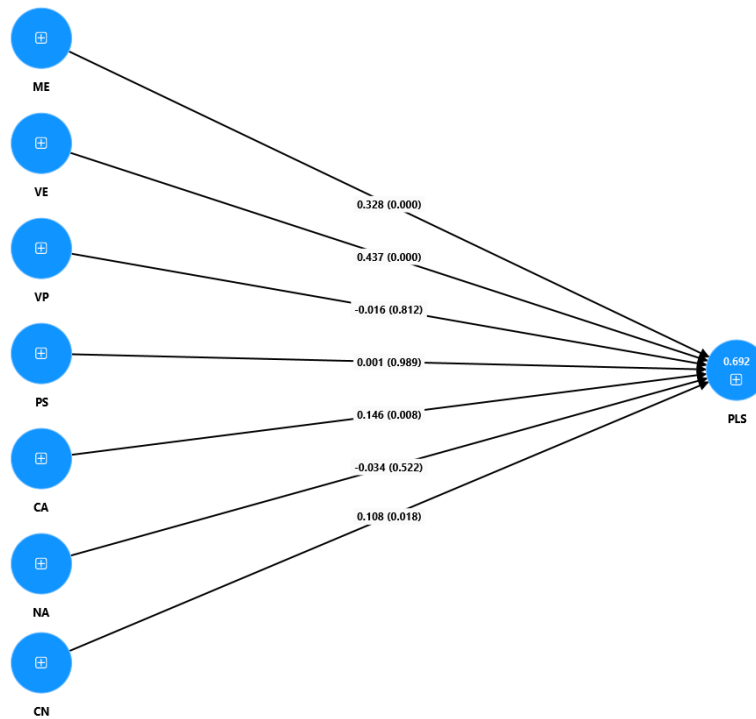 ME
VE
VP
PS
CA
NA
CN
0.328 (0.000)
0.437 (0.000)
-0.016 (0.812)
0.001 (0.989)
0.146 (0.008)
-0.034 (0.522)
0.108 (0.018)
0.692
PLS